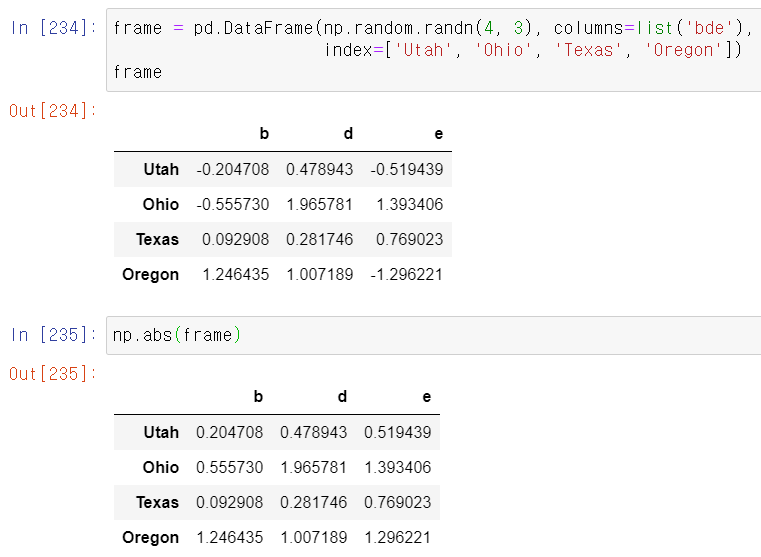 In [234]: frame = pd.DataFrame(np.random.randn(4, 3), columns=list('bde'),
index=['Utah', 'Ohio', 'Texas', 'Oregon'])
frame
Out[234]:
b d e
Utah -0.204708 0.478943 -0.519439
Ohio -0.555730 1.965781 1.393406
Texas 0.092908 0.281746 0.769023
Oregon 1.246435 1.007189 -1.296221
In [235]: np.abs(frame)
Out[235]:
b d e
Utah 0.204708 0.478943 0.519439
Ohio 0.555730 1.965781 1.393406
Texas 0.092908 0.281746 0.769023
Oregon 1.246435 1.007189 1.296221